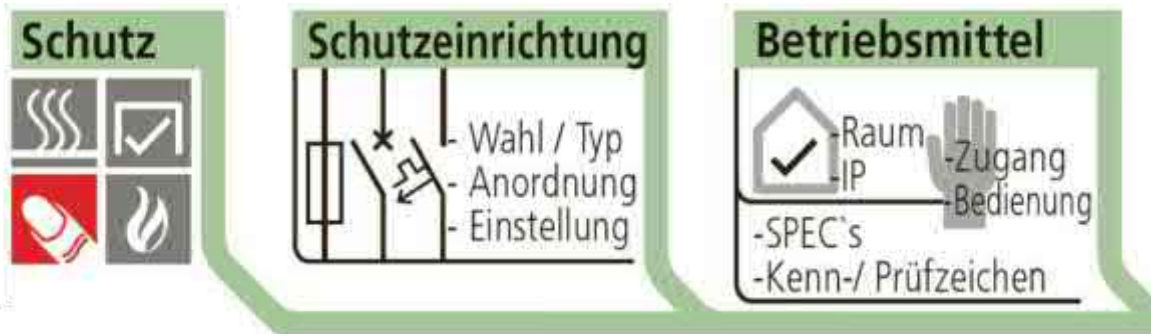 Schutz
Schutzeinrichtung
- Wahl / Typ
- Anordnung
- Einstellung
Betriebsmittel
-Raum
-IP
-Zugang
-Bedienung
-SPEC`s
-Kenn-/ Prüfzeichen